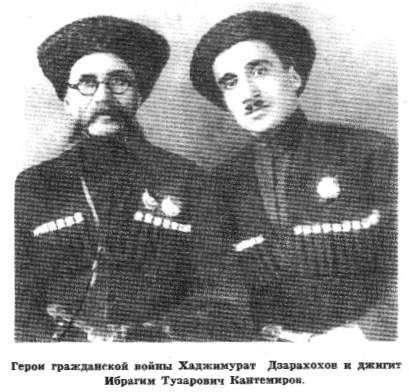 Герои гражданской войны Хаджимурат Дзарахохов и джигит
Ибрагим Тузарович Кантемиров.